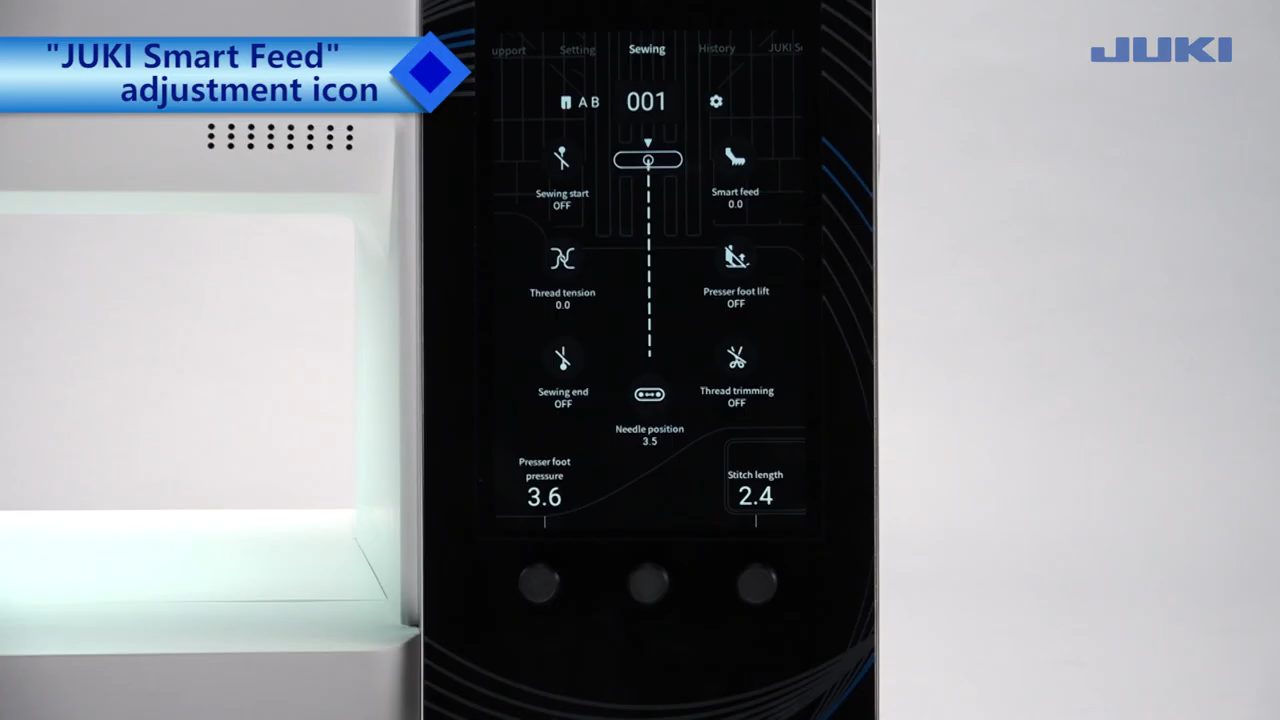 "JUKI Smart Feed"
adjustment icon
JUKI
upport Setting Sewing History JUKI S
A B 001
Sewing start
OFF
Smart feed
0.0
Thread tension
0.0
Presser foot lift
OFF
Sewing end
OFF
Thread trimming
OFF
Needle position
3.5
Presser foot
pressure
3.6
Stitch length
2.4